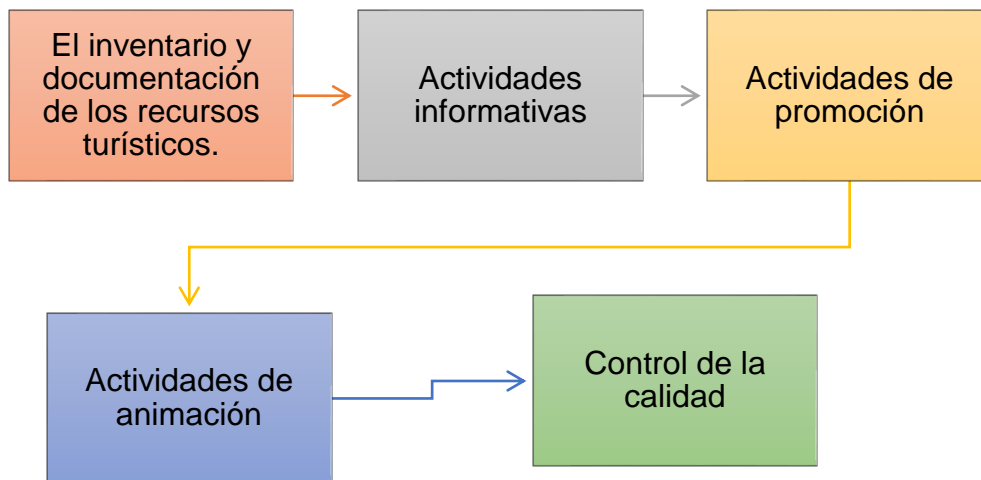 El inventario y
documentación
de los recursos
turísticos.
Actividades
informativas
Actividades de
promoción
Actividades de
animación
Control de la
calidad